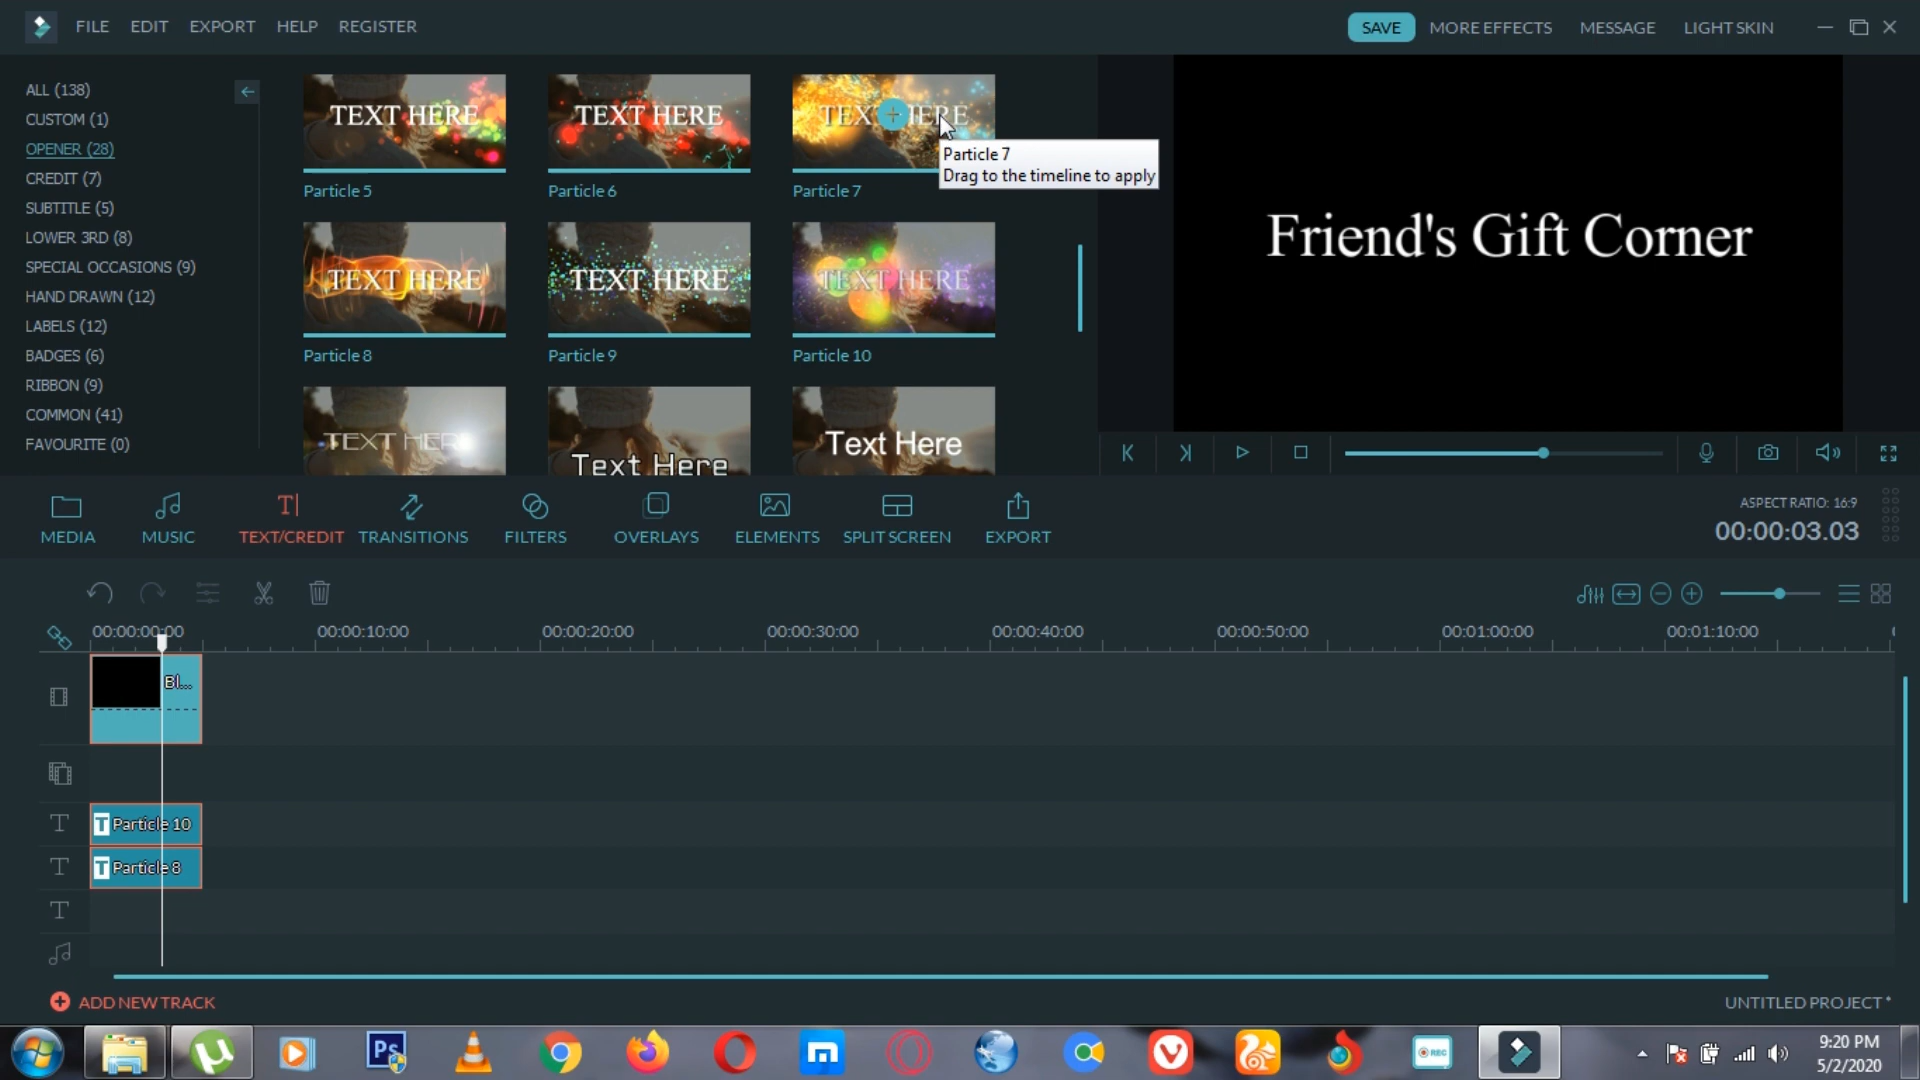 FILE EDIT EXPORT HELP REGISTER
SAVE MORE EFFECTS MESSAGE LIGHT SKIN
ALL (138)
CUSTOM (1)
OPENER (28)
CREDIT (7)
SUBTITLE (5)
LOWER 3RD (8)
SPECIAL OCCASIONS (9)
HAND DRAWN (12)
LABELS (12)
BADGES (6)
RIBBON (9)
COMMON (41)
FAVOURITE (0)
TEXT HERE
TEXT HERE
TEXT HERE
Particle 5
Particle 6
Particle 7
Particle 7
Drag to the timeline to apply
TEXT HERE
TEXT HERE
TEXT HERE
Particle 8
Particle 9
Particle 10
TEXT HERE
Text Here
Text Here
Friend's Gift Corner
MEDIA
MUSIC
TEXT/CREDIT
TRANSITIONS
FILTERS
OVERLAYS
ELEMENTS
SPLIT SCREEN
EXPORT
ASPECT RATIO: 16:9
00:00:03.03
00:00:00:00 00:00:10:00 00:00:20:00 00:00:30:00 00:00:40:00 00:00:50:00 00:01:00:00 00:01:10:00
Bl...
T Particle 10
T Particle 8
ADD NEW TRACK
UNTITLED PROJECT *
Ps
REC
9:20 PM
5/2/2020